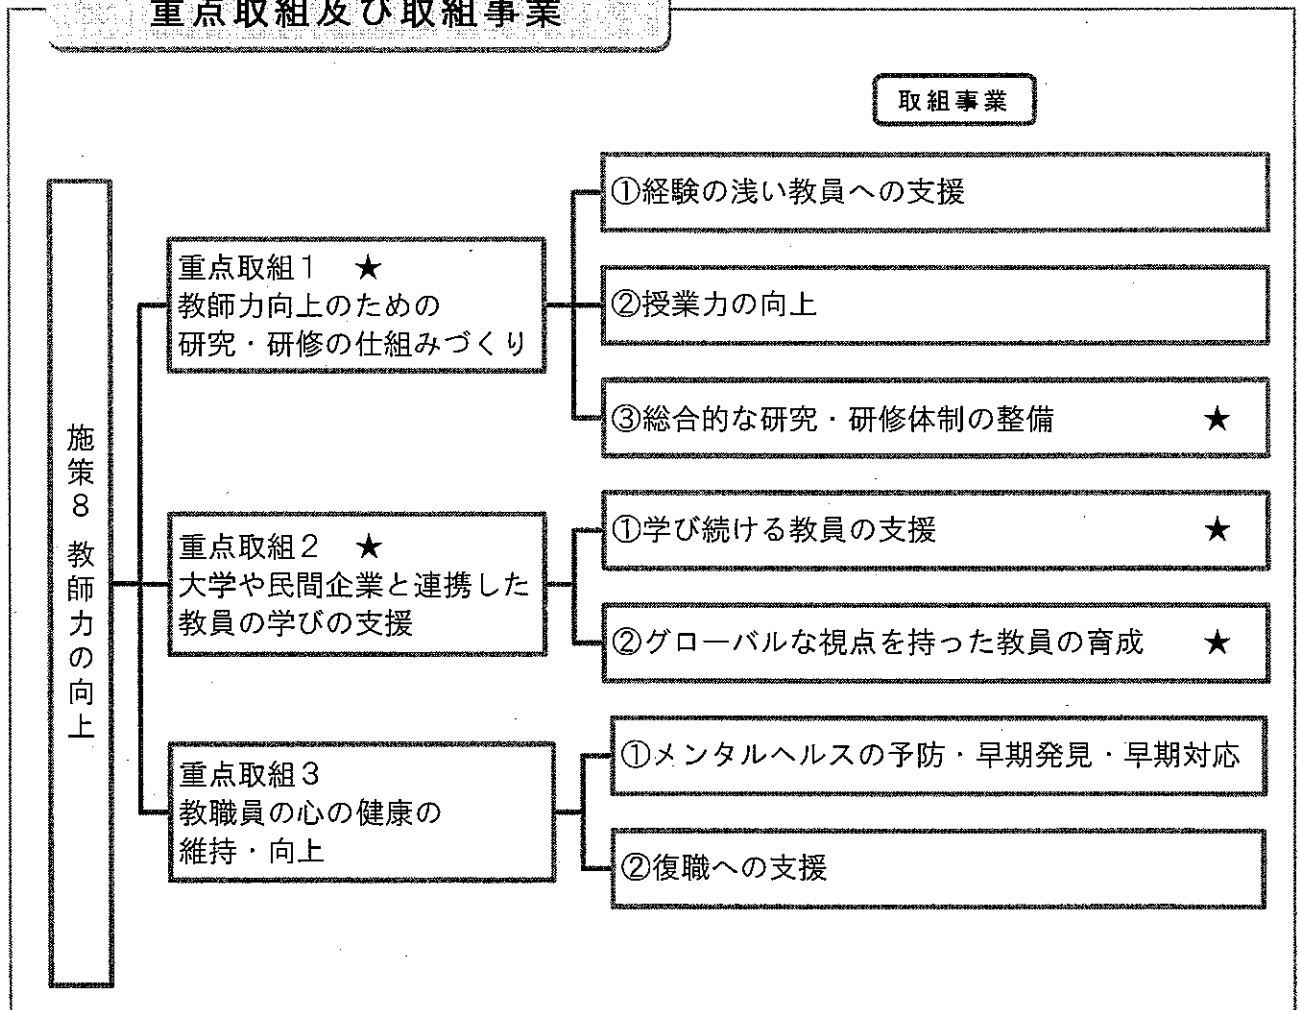 重点取組及び取組事業
取組事業
施策８ 教師力の向上
重点取組１　★
教師力向上のための
研究・研修の仕組みづくり
①経験の浅い教員への支援
②授業力の向上
③総合的な研究・研修体制の整備　★
重点取組２　★
大学や民間企業と連携した
教員の学びの支援
①学び続ける教員の支援　★
②グローバルな視点を持った教員の育成　★
重点取組３
教職員の心の健康の
維持・向上
①メンタルヘルスの予防・早期発見・早期対応
②復職への支援